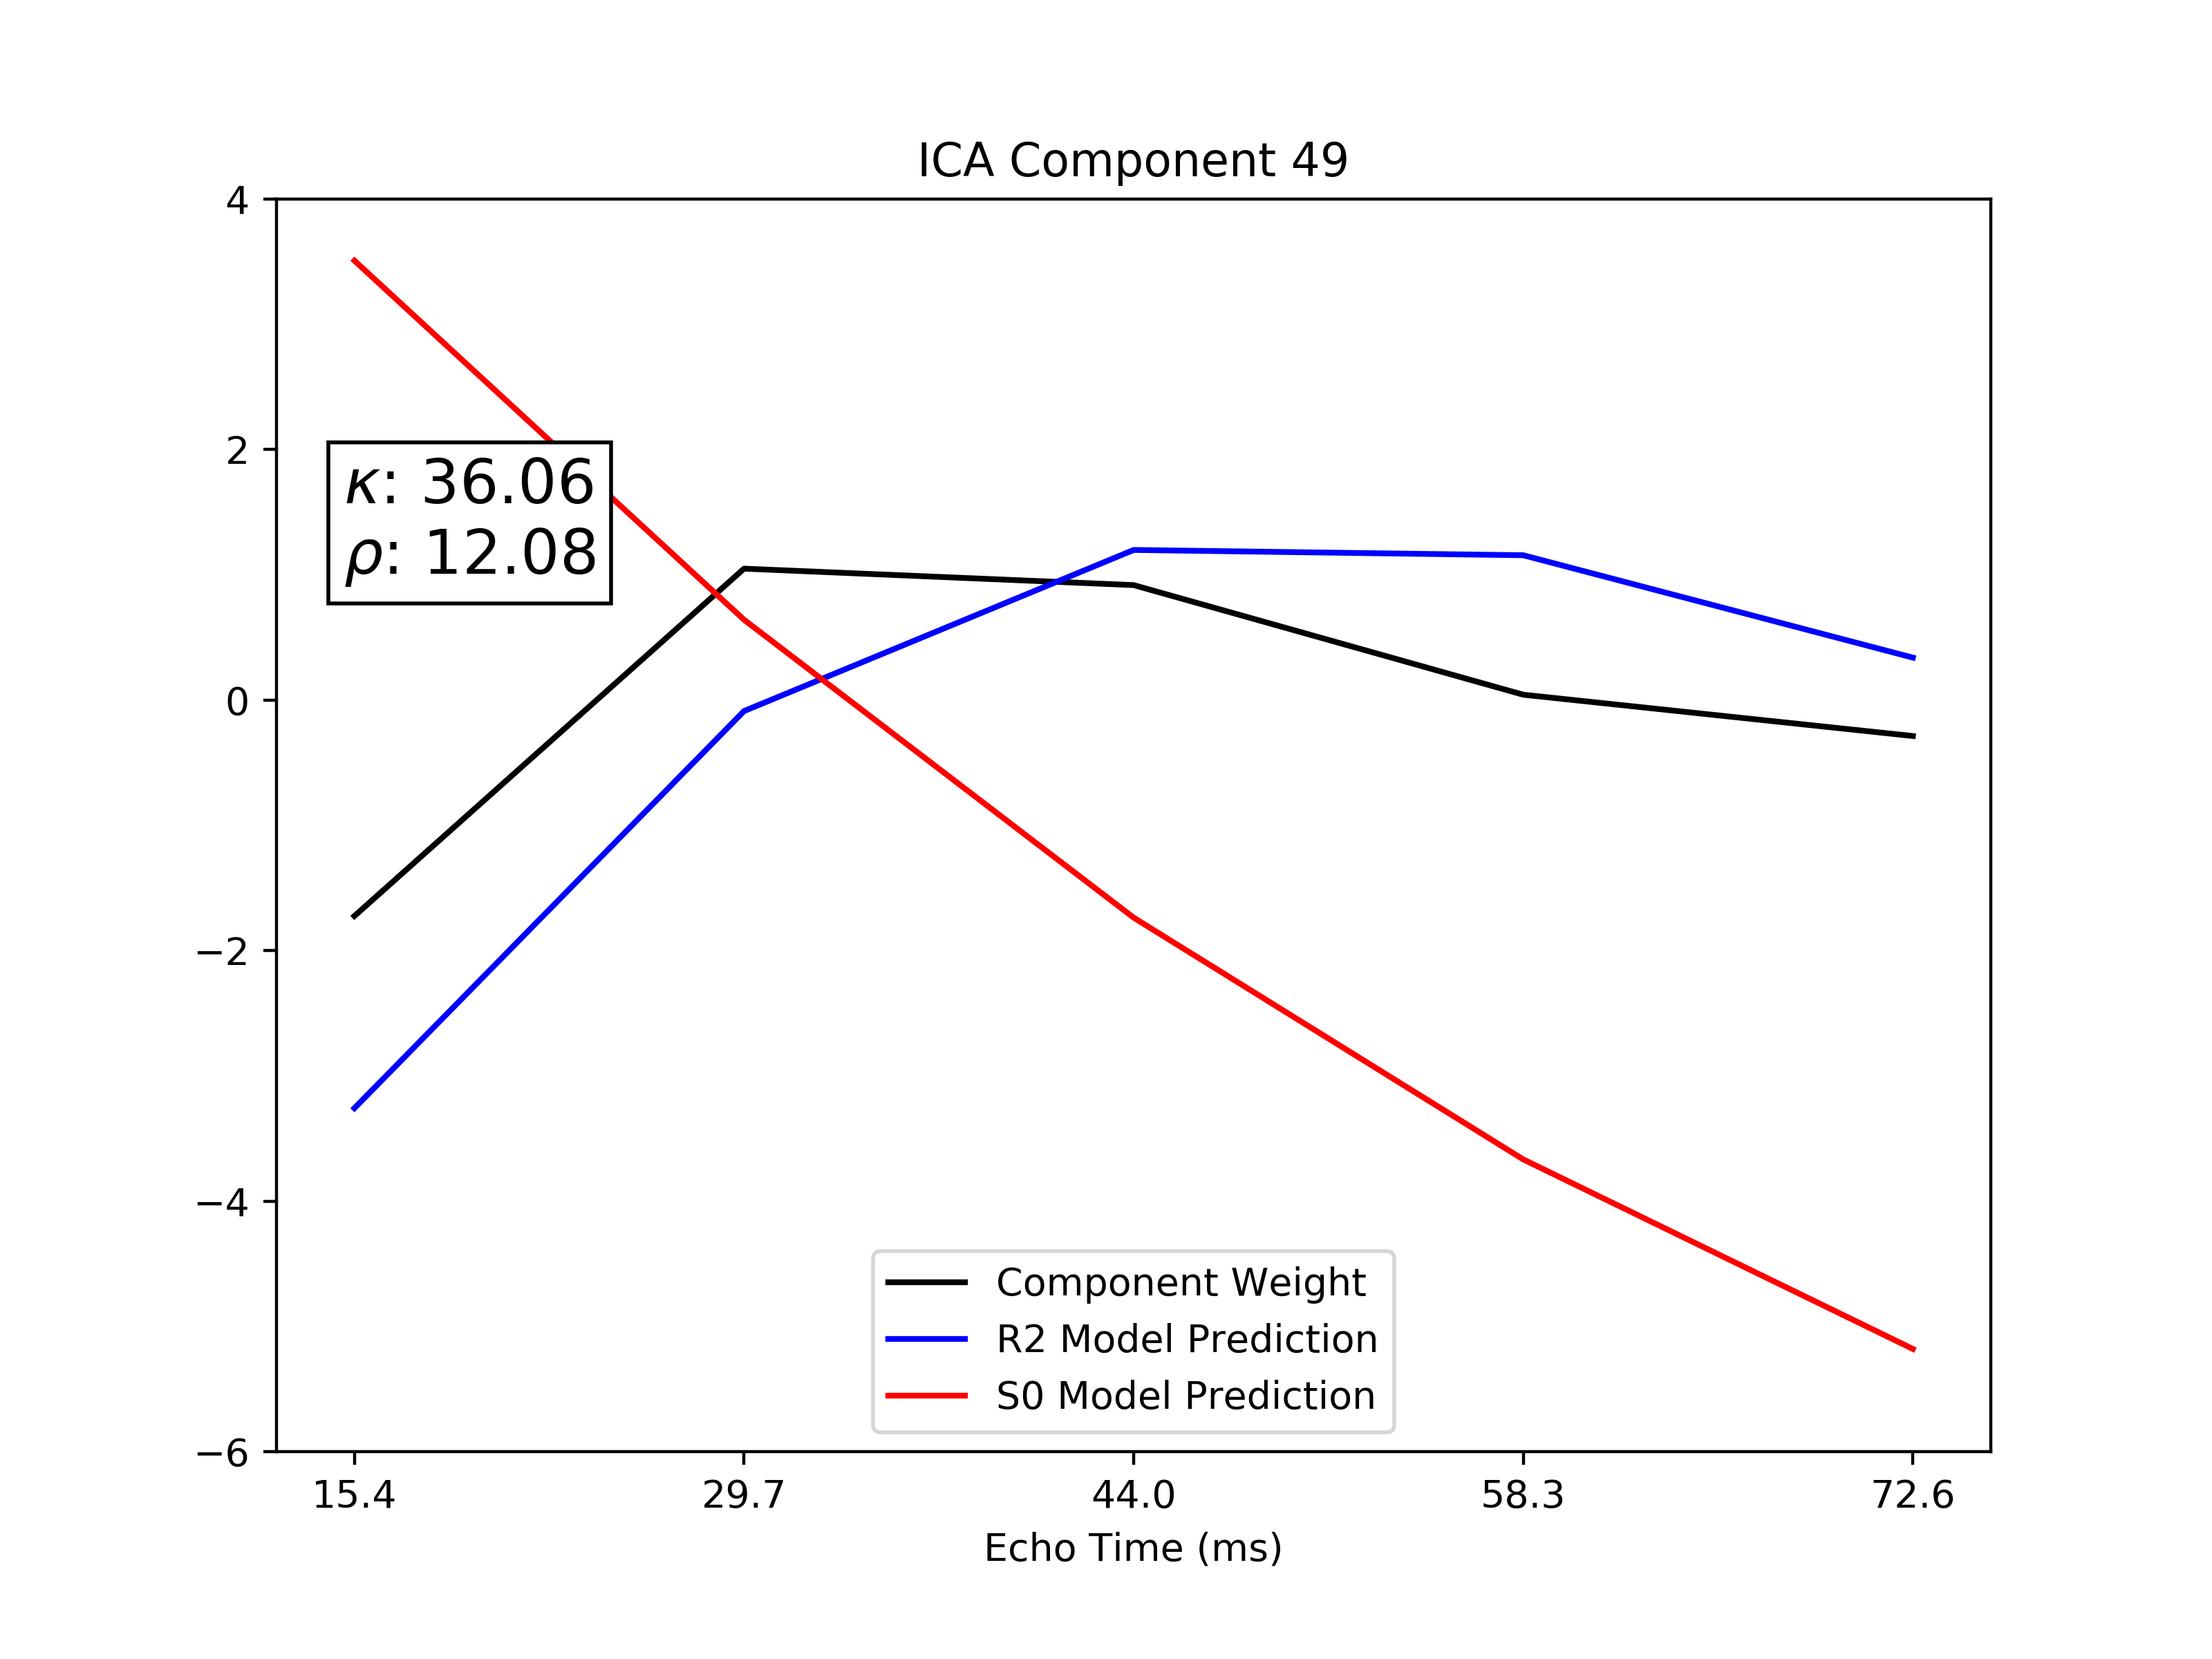 ICA Component 49
4
2
0
−2
−4
−6
κ: 36.06
ρ: 12.08
Component Weight
R2 Model Prediction
S0 Model Prediction
15.4 29.7 44.0 58.3 72.6
Echo Time (ms)